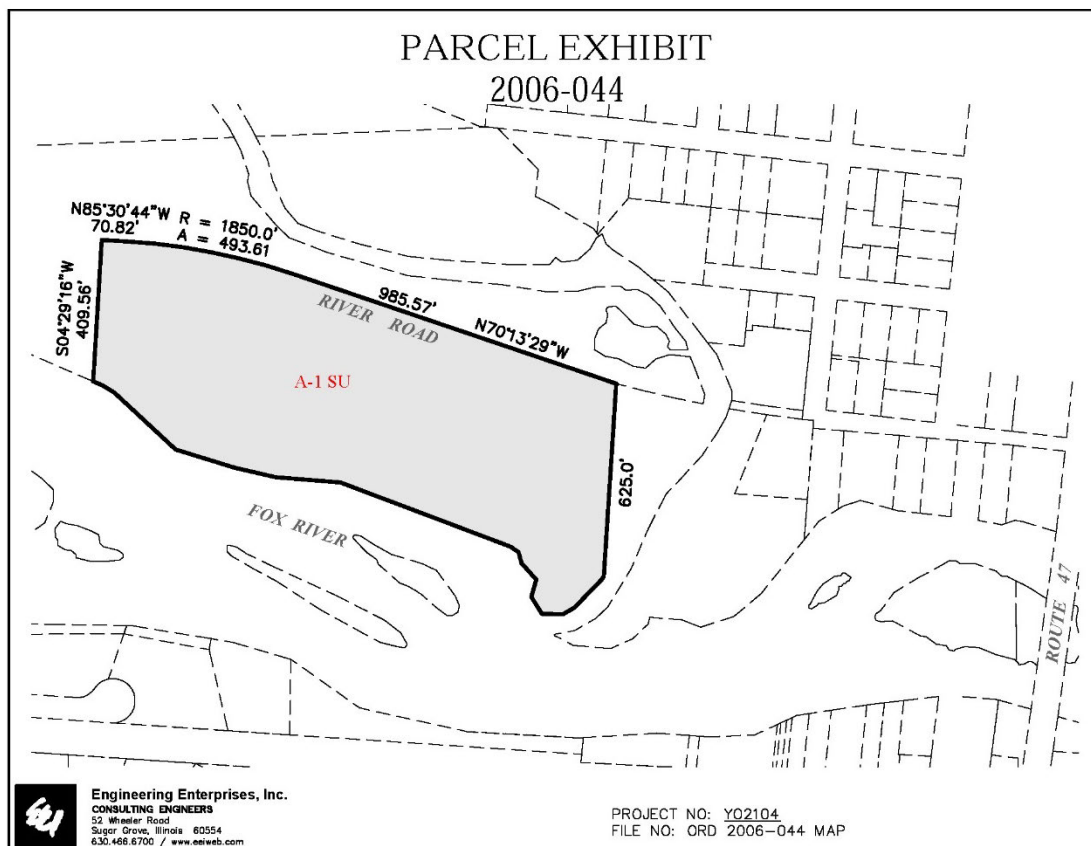 PARCEL EXHIBIT
2006-044
N85°30'44"W
70.82'
R = 1850.0'
A = 493.61
S04°29'16"W
409.56'
985.57'
RIVER ROAD
N70°13'29"W
A-1 SU
625.0'
FOX RIVER
ROUTE 47
Engineering Enterprises, Inc.
CONSULTING ENGINEERS
52 Wheeler Road
Sugar Grove, Illinois 60554
630.466.6700 / www.eeiweb.com
PROJECT NO: YO2104
FILE NO: ORD 2006-044 MAP